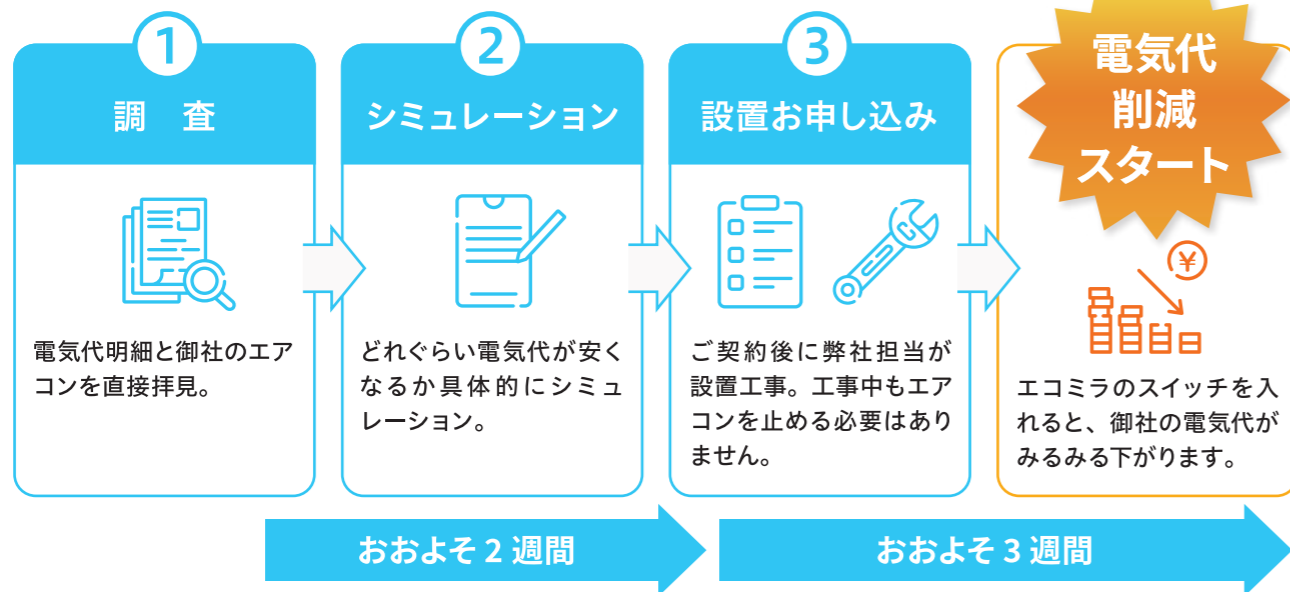 1
調 査
電気代明細と御社のエア
コンを直接拝見。
2
シミュレーション
どれぐらい電気代が安く
なるか具体的にシミュ
レーション。
3
設置お申し込み
ご契約後に弊社担当が
設置工事。工事中もエア
コンを止める必要はあり
ません。
電気代
削減
スタート
¥
エコミラのスイッチを入
れると、御社の電気代が
みるみる下がります。
おおよそ 2 週間
おおよそ 3 週間